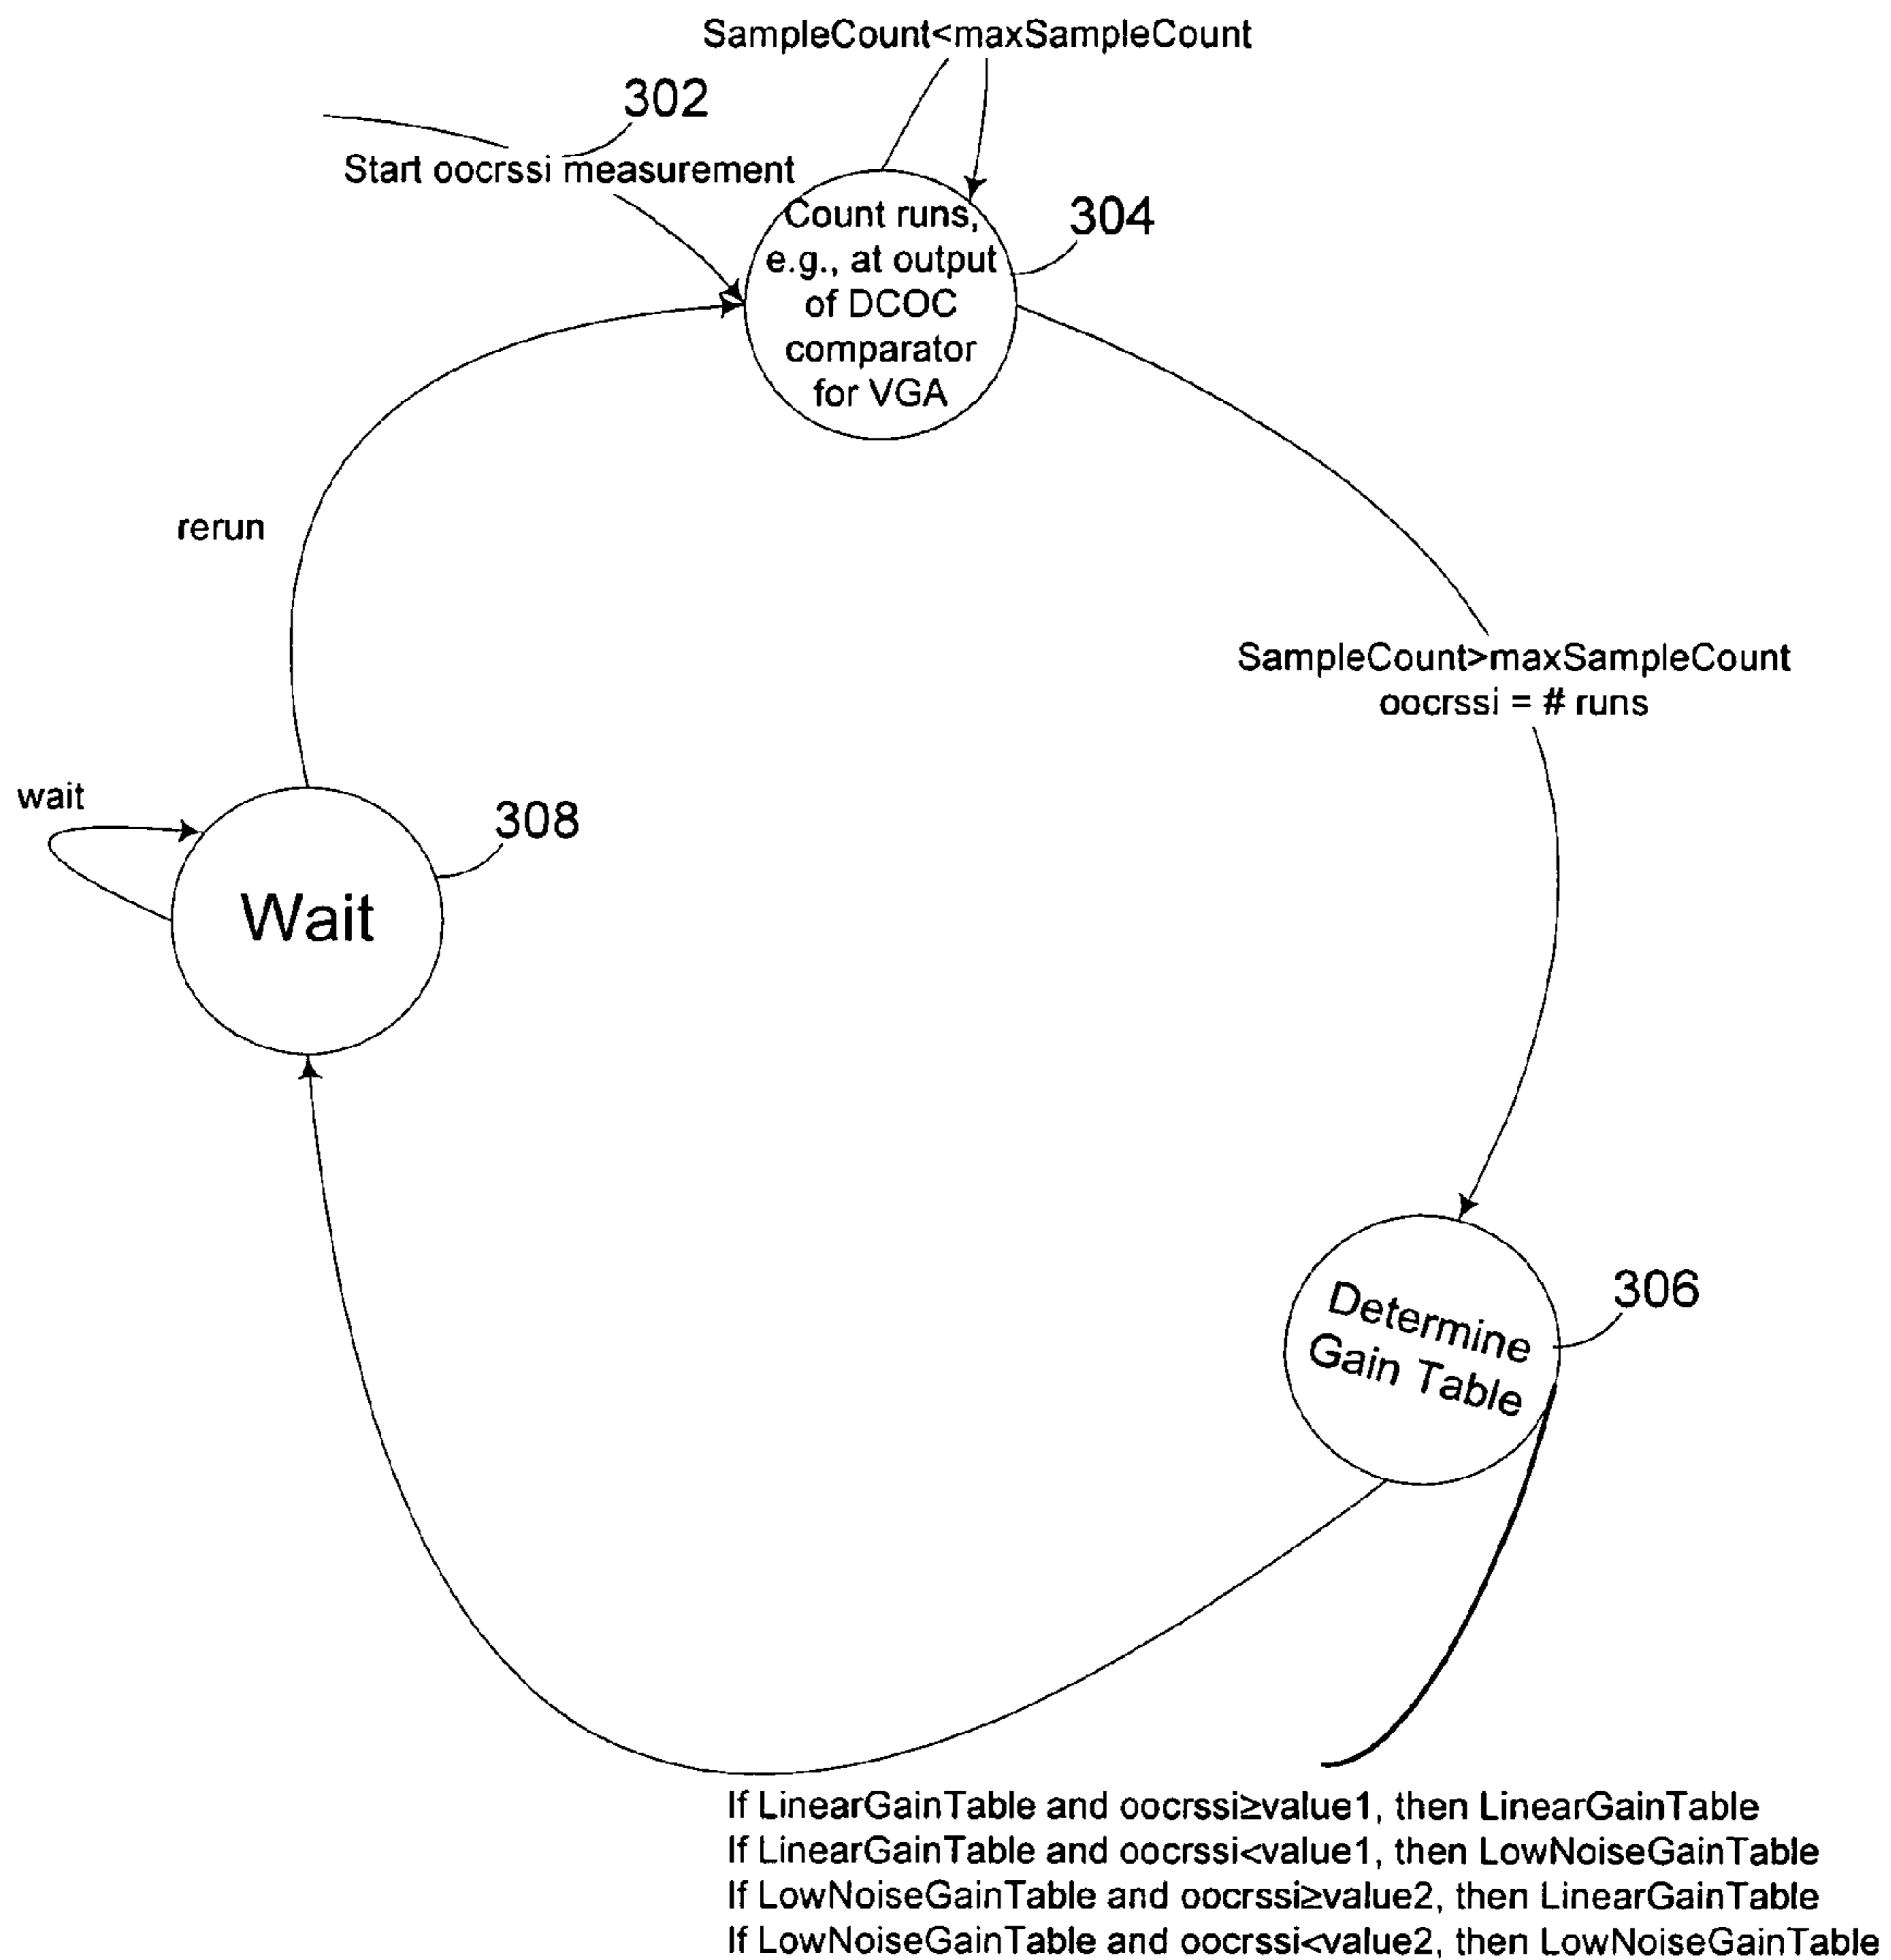 SampleCount<maxSampleCount
302
Start oocrssi measurement
304
Count runs,
e.g., at output
of DCOC
comparator
for VGA
rerun
SampleCount>maxSampleCount
oocrssi = # runs
wait
308
Wait
306
Determine
Gain Table
If LinearGainTable and oocrssi≥value1, then LinearGainTable
If LinearGainTable and oocrssi<value1, then LowNoiseGainTable
If LowNoiseGainTable and oocrssi≥value2, then LinearGainTable
If LowNoiseGainTable and oocrssi<value2, then LowNoiseGainTable